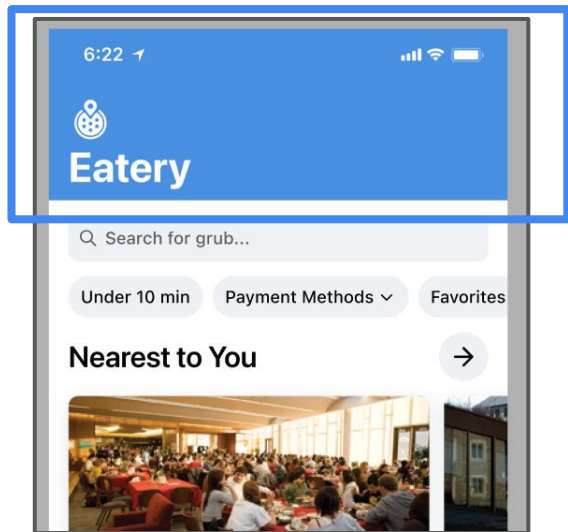 6:22
Eatery
Search for grub...
Under 10 min Payment Methods Favorites
Nearest to You